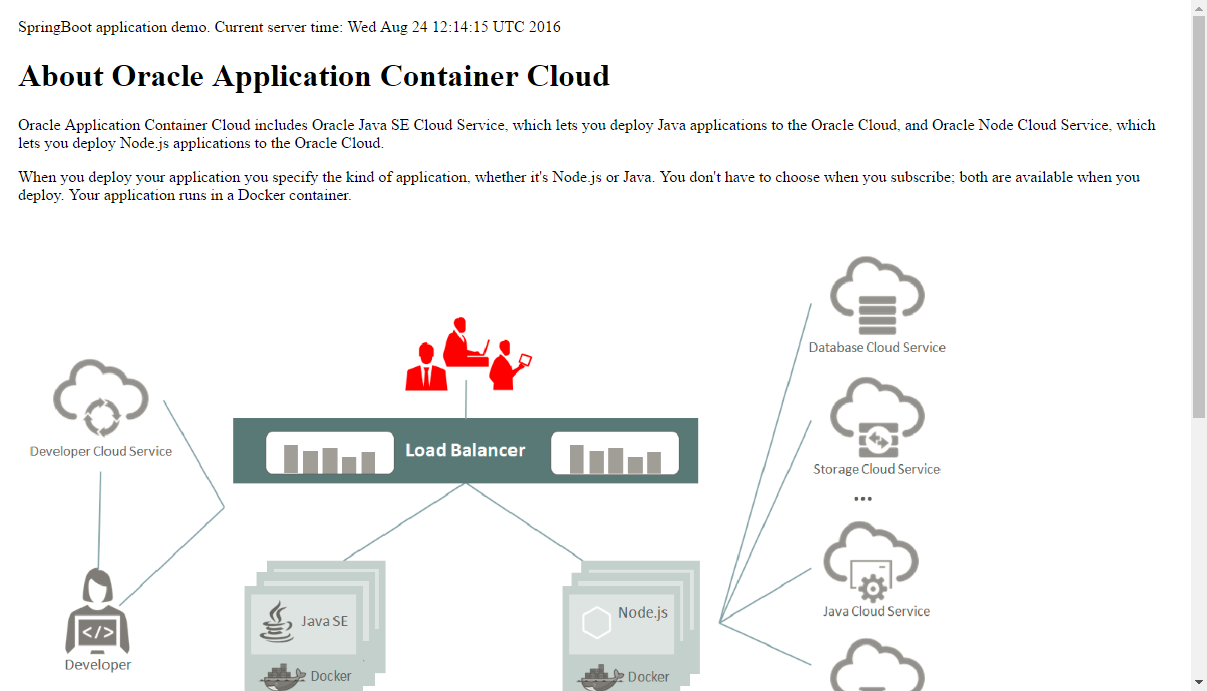 SpringBoot application demo. Current server time: Wed Aug 24 12:14:15 UTC 2016
About Oracle Application Container Cloud
Oracle Application Container Cloud includes Oracle Java SE Cloud Service, which lets you deploy Java applications to the Oracle Cloud, and Oracle Node Cloud Service, which
lets you deploy Node.js applications to the Oracle Cloud.
When you deploy your application you specify the kind of application, whether it's Node.js or Java. You don't have to choose when you subscribe; both are available when you
deploy. Your application runs in a Docker container.
Database Cloud Service
Developer Cloud Service
Load Balancer
Storage Cloud Service
...
</>
Developer
Java SE
Docker
Node.js
Docker
Java Cloud Service